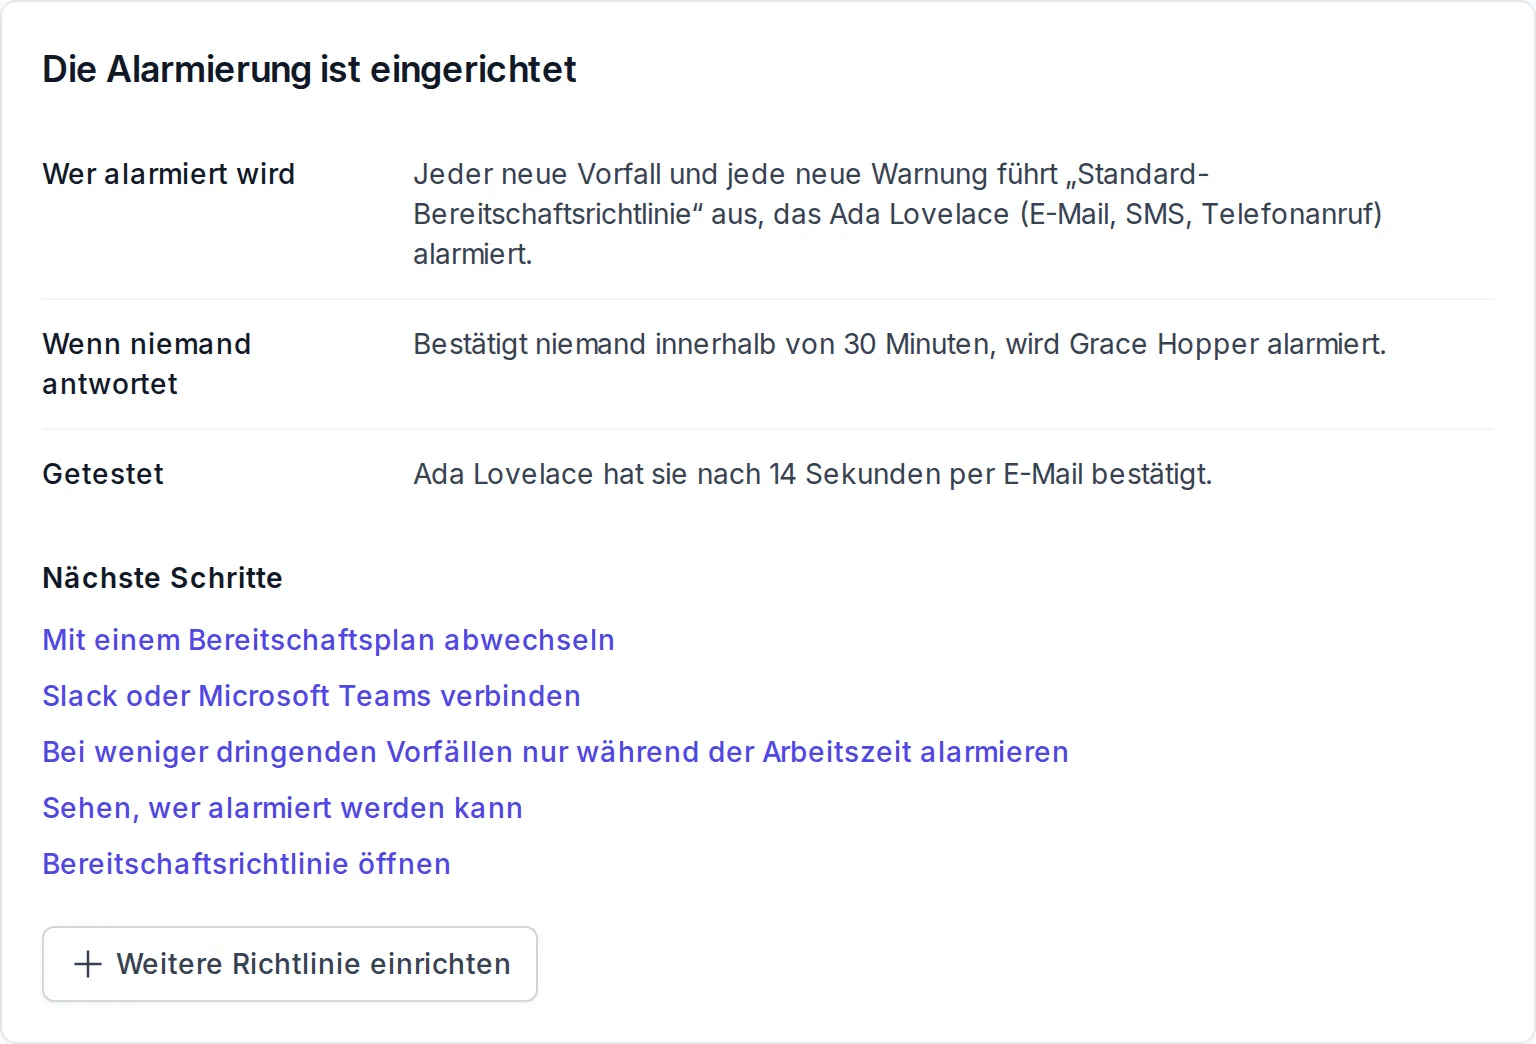 Die Alarmierung ist eingerichtet
Wer alarmiert wird
Jeder neue Vorfall und jede neue Warnung führt „Standard-
Bereitschaftsrichtlinie“ aus, das Ada Lovelace (E-Mail, SMS, Telefonanruf)
alarmiert.
Wenn niemand
antwortet
Bestätigt niemand innerhalb von 30 Minuten, wird Grace Hopper alarmiert.
Getestet
Ada Lovelace hat sie nach 14 Sekunden per E-Mail bestätigt.
Nächste Schritte
Mit einem Bereitschaftsplan abwechseln
Slack oder Microsoft Teams verbinden
Bei weniger dringenden Vorfällen nur während der Arbeitszeit alarmieren
Sehen, wer alarmiert werden kann
Bereitschaftsrichtlinie öffnen
Weitere Richtlinie einrichten